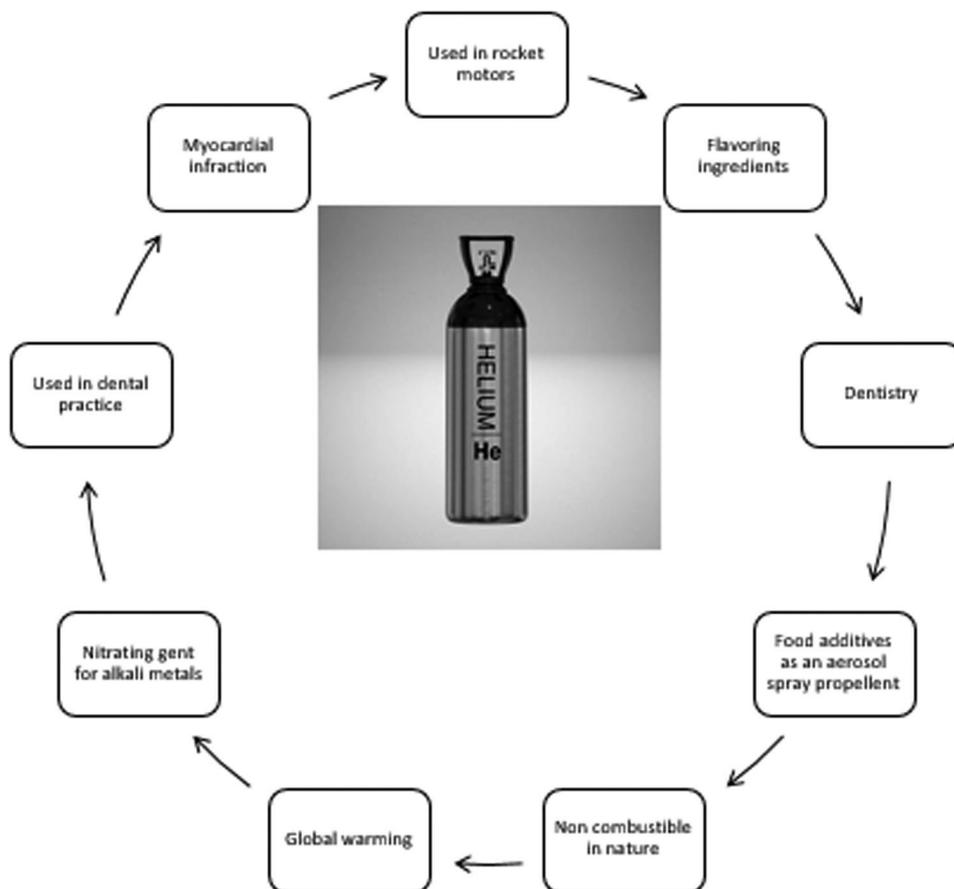 Used in rocket
motors
Flavoring
ingredients
Dentistry
Food additives
as an aerosol
spray propellent
Non combustible
in nature
Global warming
Nitrating gent
for alkali metals
Used in dental
practice
Myocardial
infraction
HELIUM
He